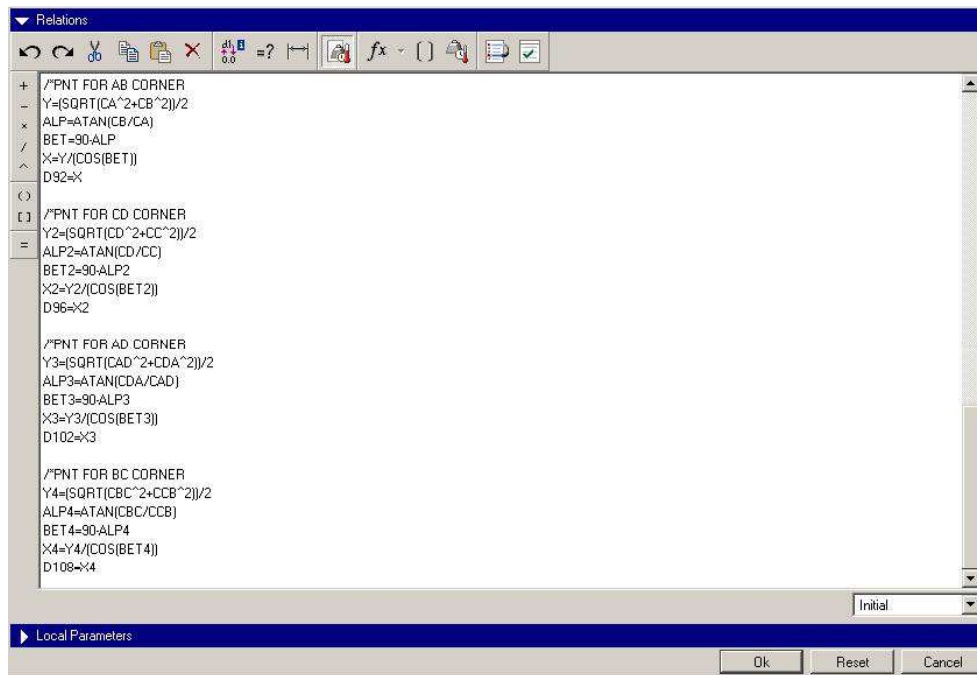 Relations
=?
fx
+
-
×
/
^
()
[]
=
/*PNT FOR AB CORNER
Y=(SQRT(CA^2+CB^2))/2
ALP=ATAN(CB/CA)
BET=90-ALP
X=Y/(COS(BET))
D92=X
/*PNT FOR CD CORNER
Y2=(SQRT(CD^2+CC^2))/2
ALP2=ATAN(CD/CC)
BET2=90-ALP2
X2=Y2/(COS(BET2))
D96=X2
/*PNT FOR AD CORNER
Y3=(SQRT(CAD^2+CDA^2))/2
ALP3=ATAN(CDA/CAD)
BET3=90-ALP3
X3=Y3/(COS(BET3))
D102=X3
/*PNT FOR BC CORNER
Y4=(SQRT(CBC^2+CCB^2))/2
ALP4=ATAN(CBC/CCB)
BET4=90-ALP4
X4=Y4/(COS(BET4))
D108=X4
Initial
Local Parameters
Ok Reset Cancel